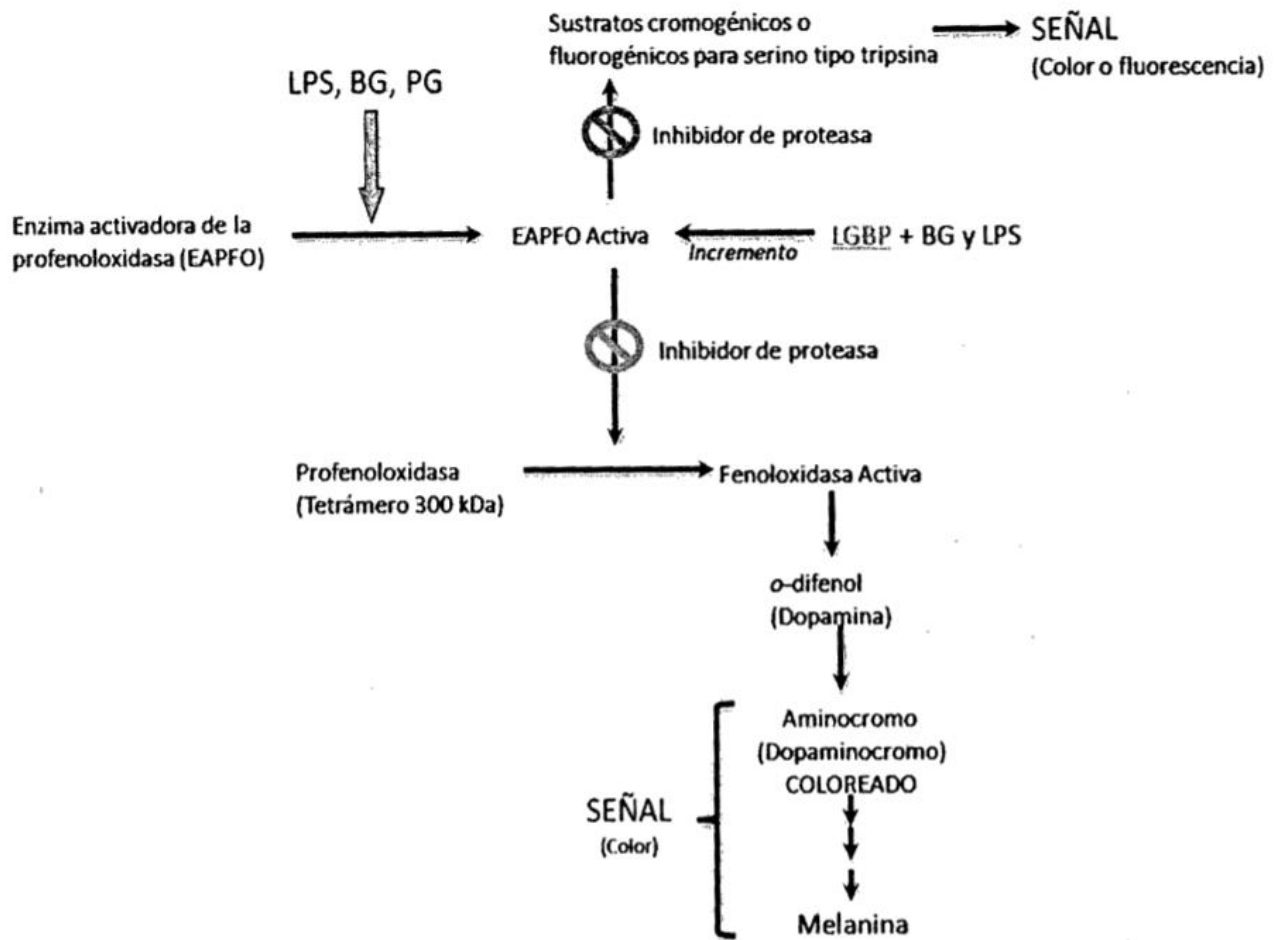 Sustratos cromogénicos o
fluorogénicos para serino tipo tripsina
SEÑAL
(Color o fluorescencia)
LPS, BG, PG
Inhibidor de proteasa
Enzima activadora de la
profenoloxidasa (EAPFO)
EAPFO Activa
Incremento
LGBP + BG y LPS
Inhibidor de proteasa
Profenoloxidasa
(Tetrámero 300 kDa)
Fenoloxidasa Activa
o-difenol
(Dopamina)
Aminocromo
(Dopaminocromo)
COLOREADO
SEÑAL
(Color)
Melanina